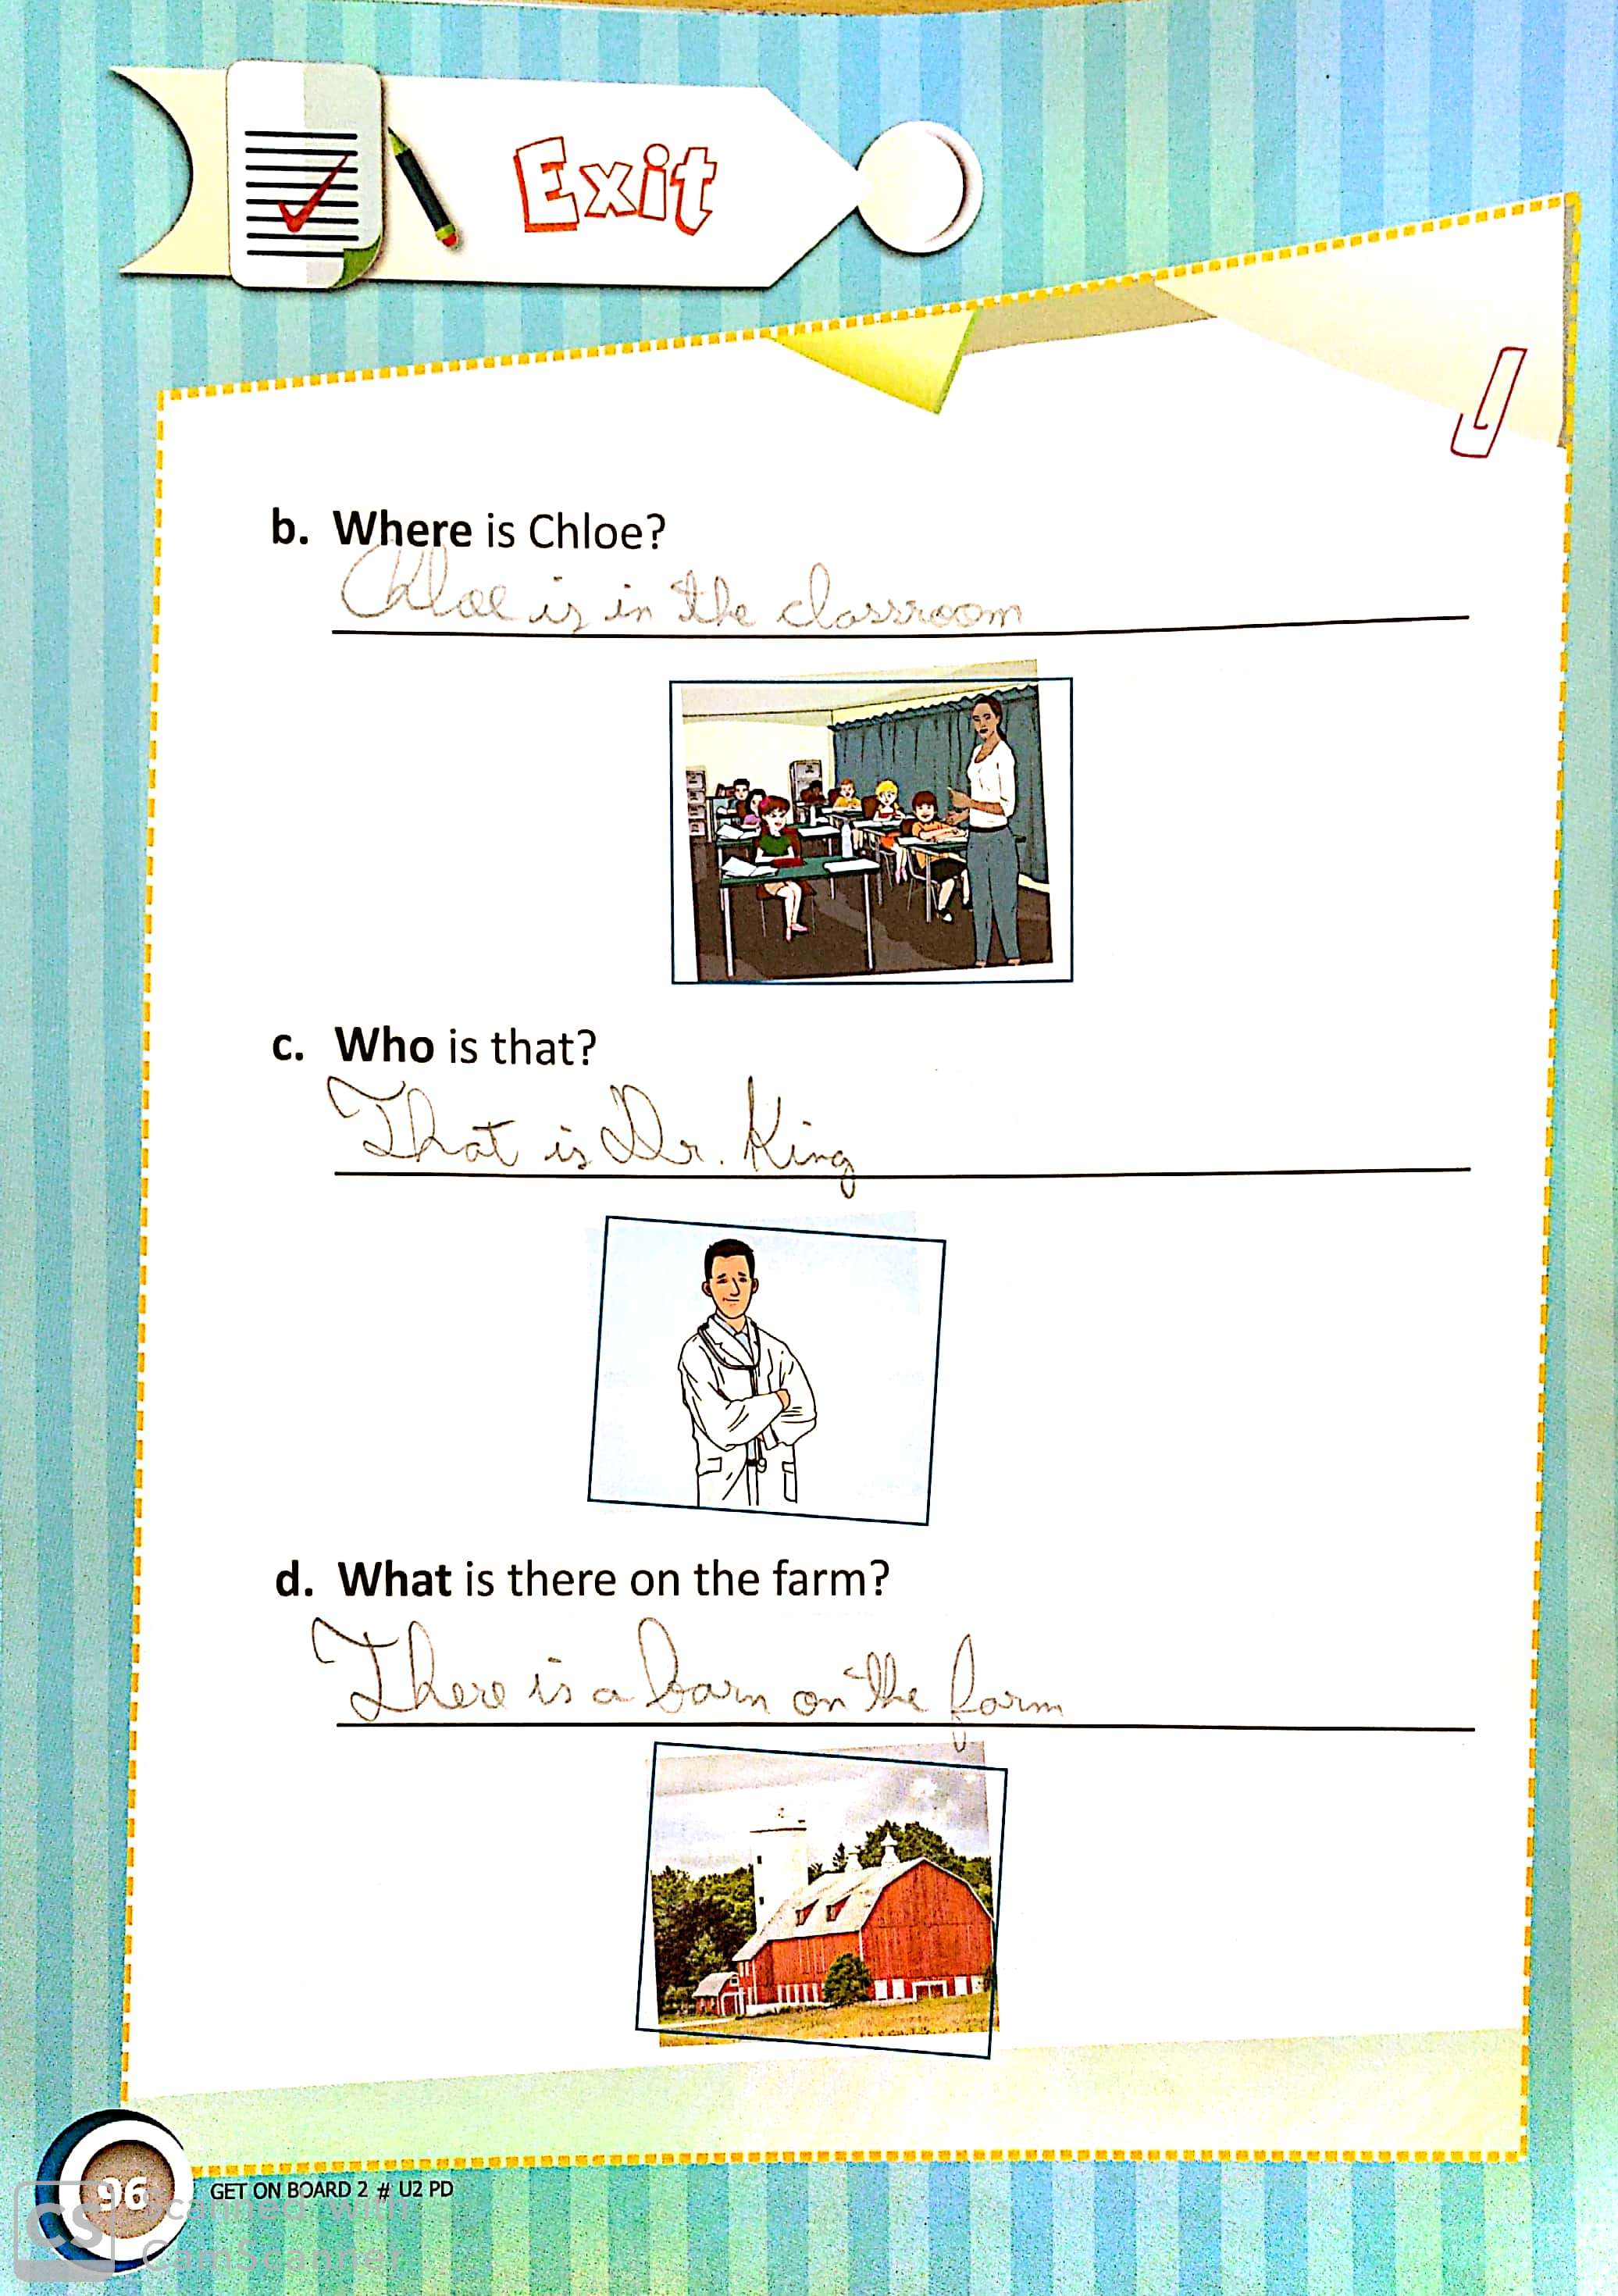 Exit
b. Where is Chloe?
Chloe is in the classroom
c. Who is that?
That is Dr. King
d. What is there on the farm?
There is a barn on the farm
96
GET ON BOARD 2 # U2 PD
CS
Scanned with
CamScanner